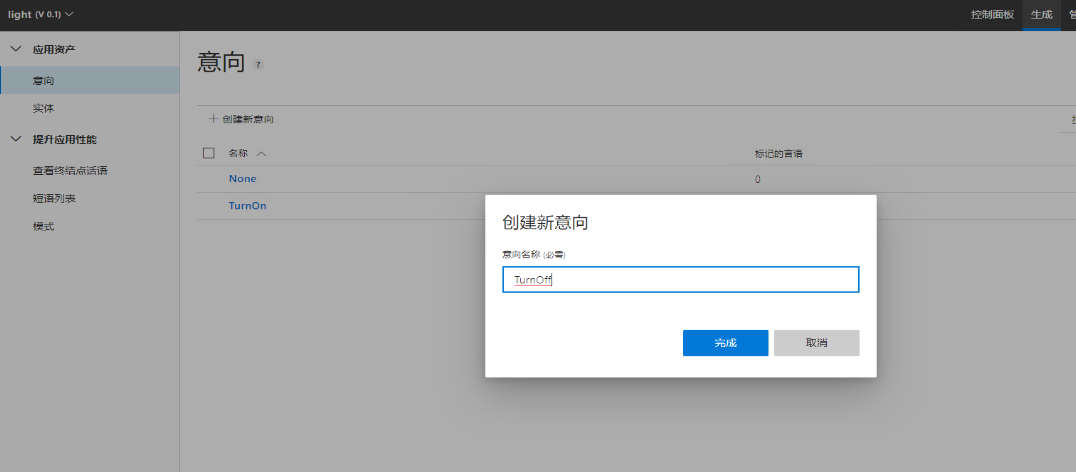 light (V 0.1)
控制面板 生成
应用资产
意向
实体
提升应用性能
查看终结点话语
短语列表
模式
意向 ?
创建新意向
名称 标记的言语
None 0
TurnOn
创建新意向
意向名称 (必需)
TurnOff
完成 取消